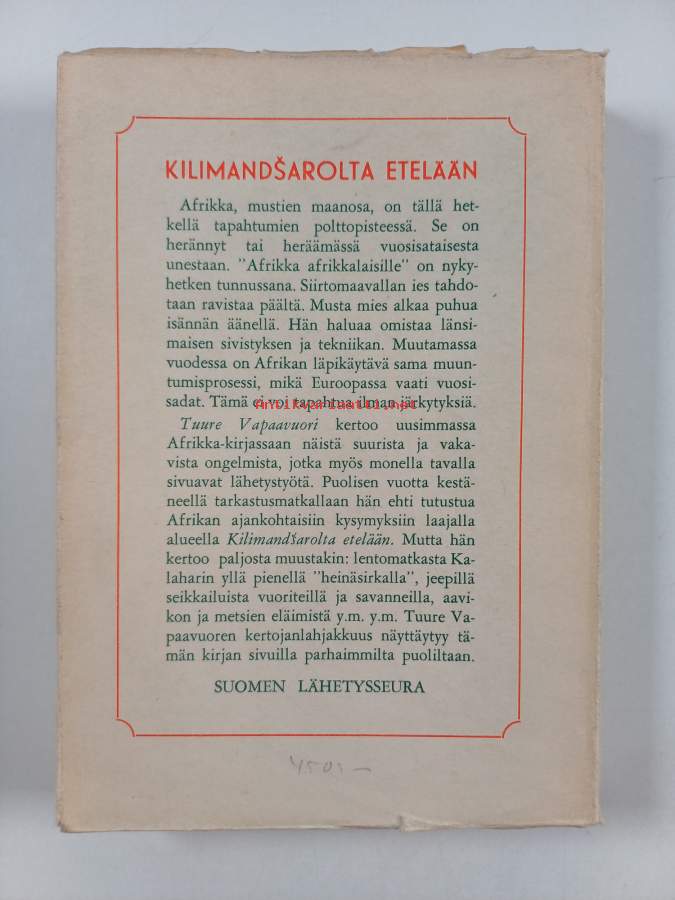 KILIMANDŠAROLTA ETELÄÄN
Afrikka, mustien maanosa, on tällä het-
kellä tapahtumien polttopisteessä. Se on
herännyt tai heräämässä vuosisataisesta
unestaan. "Afrikka afrikkalaisille" on nyky-
hetken tunnussana. Siirtomaavallan ies tahdo-
taan ravistaa päältä. Musta mies alkaa puhua
isännän äänellä. Hän haluaa omistaa länsi-
maisen sivistyksen ja tekniikan. Muutamassa
vuodessa on Afrikan läpikäytävä sama muun-
tumisprosessi, mikä Euroopassa vaati vuosi-
sadat. Tämä ei voi tapahtua ilman järkytyksiä.
Antikvariaatti.net
Tuure Vapaavuori kertoo uusimmassa
Afrikka-kirjassaan näistä suurista ja vaka-
vista ongelmista, jotka myös monella tavalla
sivuavat lähetystyötä. Puolisen vuotta kestä-
neellä tarkastusmatkallaan hän ehti tutustua
Afrikan ajankohtaisiin kysymyksiin laajalla
alueella Kilimandšarolta etelään. Mutta hän
kertoo paljosta muustakin: lentomatkasta Ka-
laharin yllä pienellä "heinäsirkalla", jeepillä
seikkailuista vuoriteillä ja savanneilla, aavi-
kon ja metsien eläimistä y.m. y.m. Tuure Va-
paavuoren kertojanlahjakkuus näyttäytyy tä-
män kirjan sivuilla parhaimmilta puoliltaan.
SUOMEN LÄHETYSSEURA